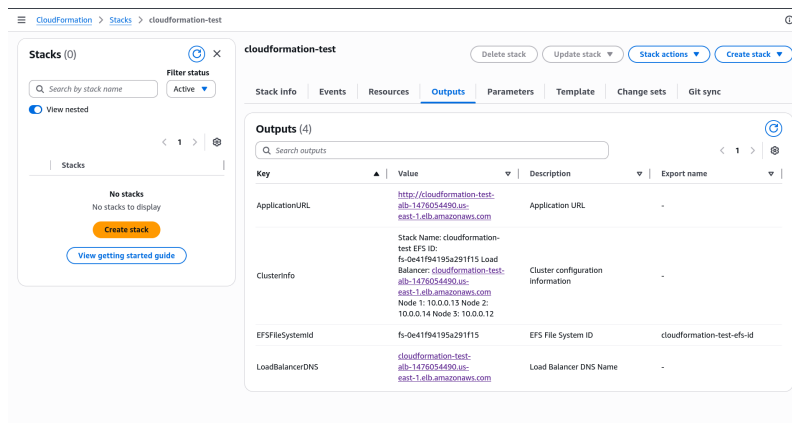 CloudFormation > Stacks > cloudformation-test
Stacks (0)
Filter status
Search by stack name
Active
View nested
1
Stacks
No stacks
No stacks to display
Create stack
View getting started guide
cloudformation-test
Delete stack
Update stack
Stack actions
Create stack
Stack info
Events
Resources
Outputs
Parameters
Template
Change sets
Git sync
Outputs (4)
Search outputs
1
Key
Value
Description
Export name
ApplicationURL
http://cloudformation-test-
alb-1476054490.us-
east-1.elb.amazonaws.com
Application URL
-
ClusterInfo
Stack Name: cloudformation-
test EFS ID:
fs-0e41f94195a291f15 Load
Balancer: cloudformation-test-
alb-1476054490.us-
east-1.elb.amazonaws.com
Node 1: 10.0.0.13 Node 2:
10.0.0.14 Node 3: 10.0.0.12
Cluster configuration
information
-
EFSFileSystemId
fs-0e41f94195a291f15
EFS File System ID
cloudformation-test-efs-id
LoadBalancerDNS
cloudformation-test-
alb-1476054490.us-
east-1.elb.amazonaws.com
Load Balancer DNS Name
-